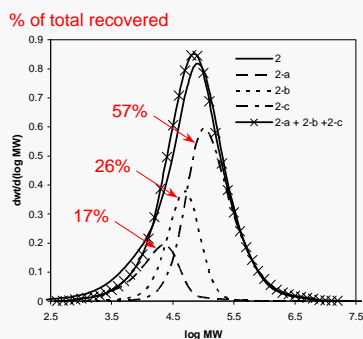 % of total recovered
0.9
0.8
0.7
0.6
0.5
0.4
0.3
0.2
0.1
0
dwt/d(log MW)
57%
26%
17%
2
2-a
2-b
2-c
2-a + 2-b +2-c
2.5 3.5 4.5 5.5 6.5 7.5
log MW